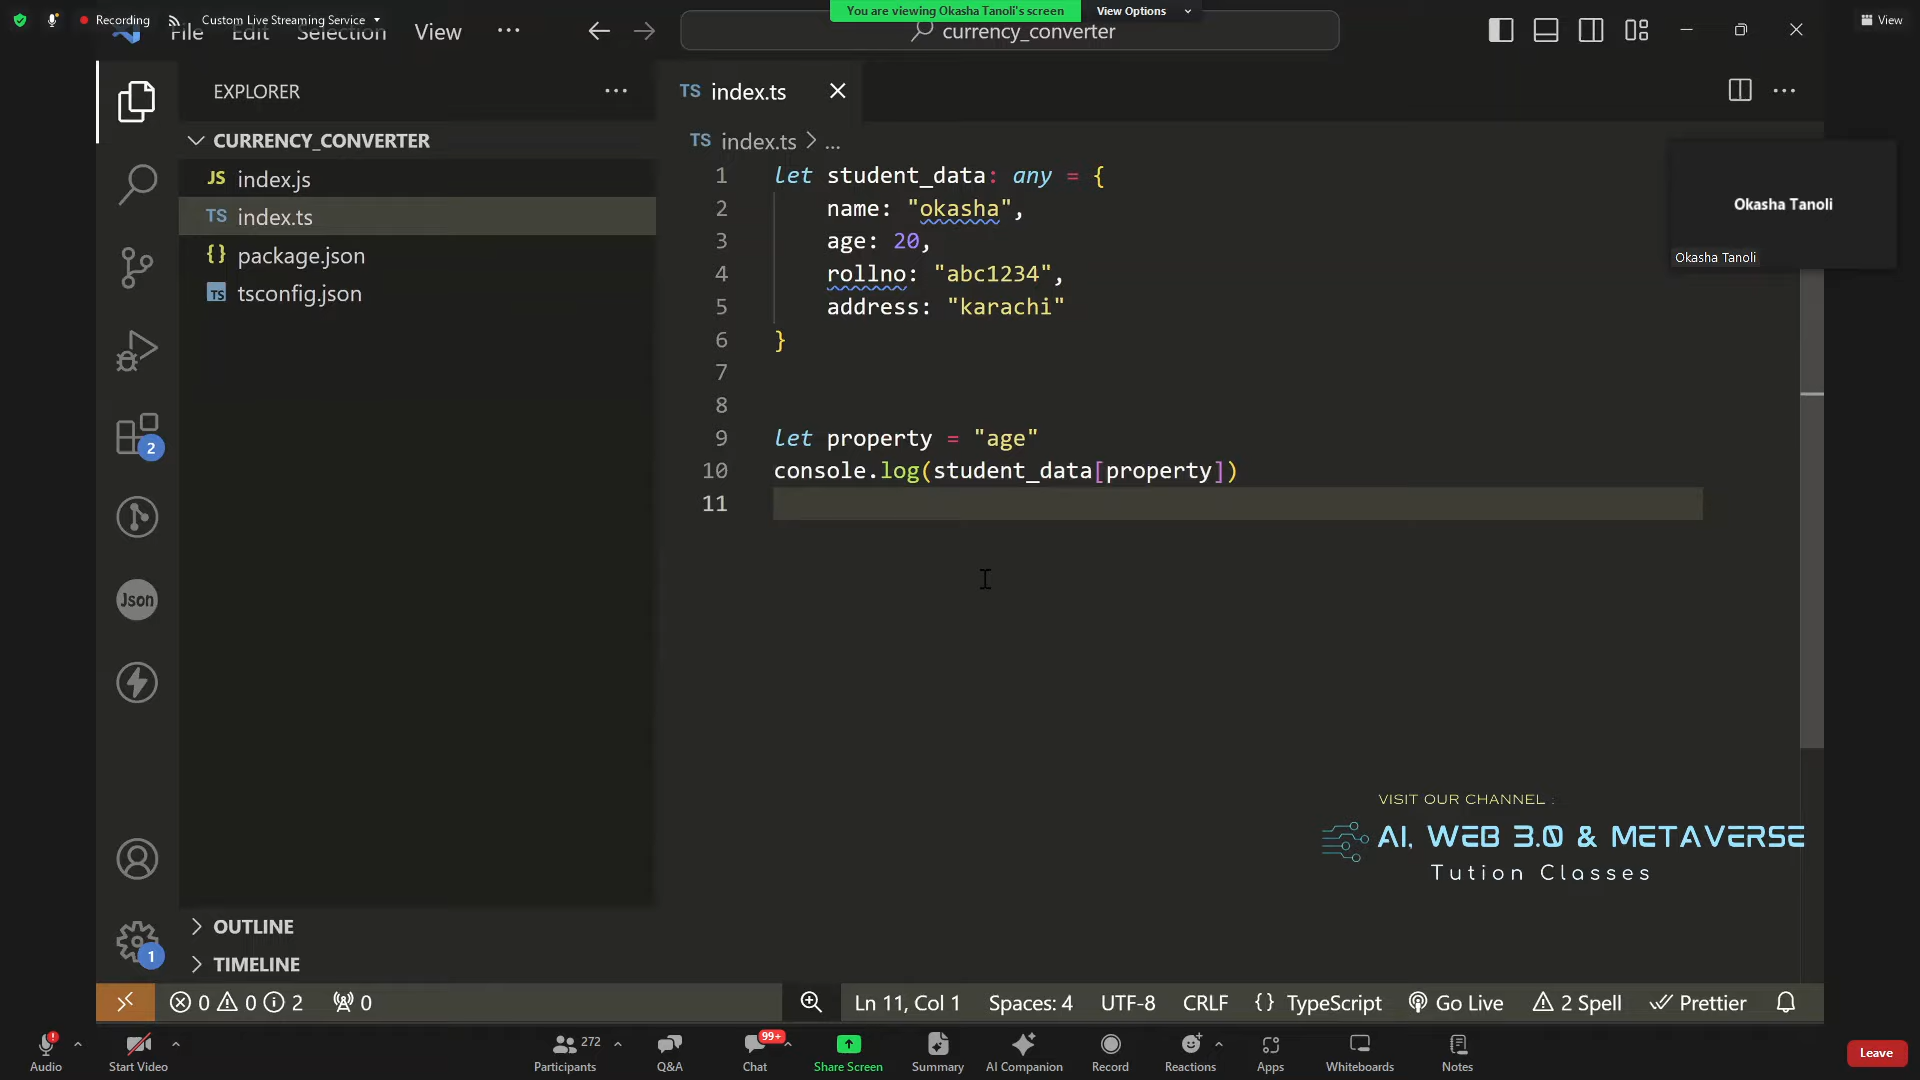 Recording
Custom Live Streaming Service
You are viewing Okasha Tanoli's screen
View Options
View
File Edit Selection View ...
currency_converter
EXPLORER
...
TS index.ts
CURRENCY_CONVERTER
TS index.ts > ...
JS index.js
TS index.ts
{} package.json
TS tsconfig.json
1 let student_data: any = {
2 name: "okasha",
3 age: 20,
4 rollno: "abc1234",
5 address: "karachi"
6 }
7
8
9 let property = "age"
10 console.log(student_data[property])
11
Okasha Tanoli
Okasha Tanoli
2
Json
VISIT OUR CHANNEL :
AI, WEB 3.0 & METAVERSE
Tution Classes
1
OUTLINE
TIMELINE
0 0 2 0
Ln 11, Col 1 Spaces: 4 UTF-8 CRLF {} TypeScript Go Live 2 Spell Prettier
Audio
Start Video
272
Participants
Q&A
99+
Chat
Share Screen
Summary
AI Companion
Record
Reactions
Apps
Whiteboards
Notes
Leave